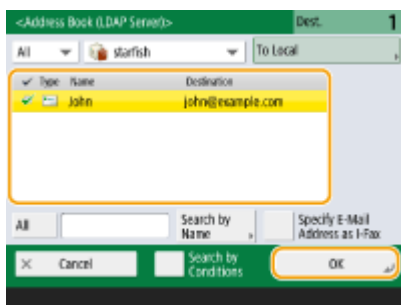 <Address Book (LDAP Server)> Dest. 1
All starfish To Local
Type Name Destination
John john@example.com
All Search by Name Specify E-Mail Address as I-Fax
Cancel Search by Conditions OK